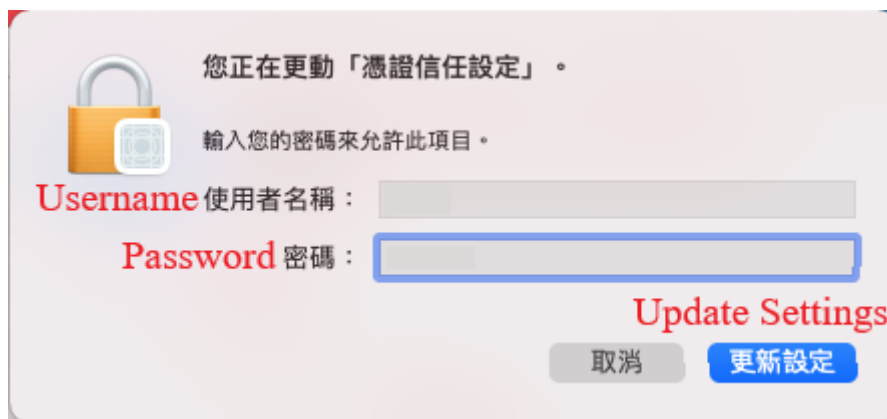 您正在更動「憑證信任設定」。
輸入您的密碼來允許此項目。
Username 使用者名稱：
Password 密碼：
Update Settings
取消 更新設定